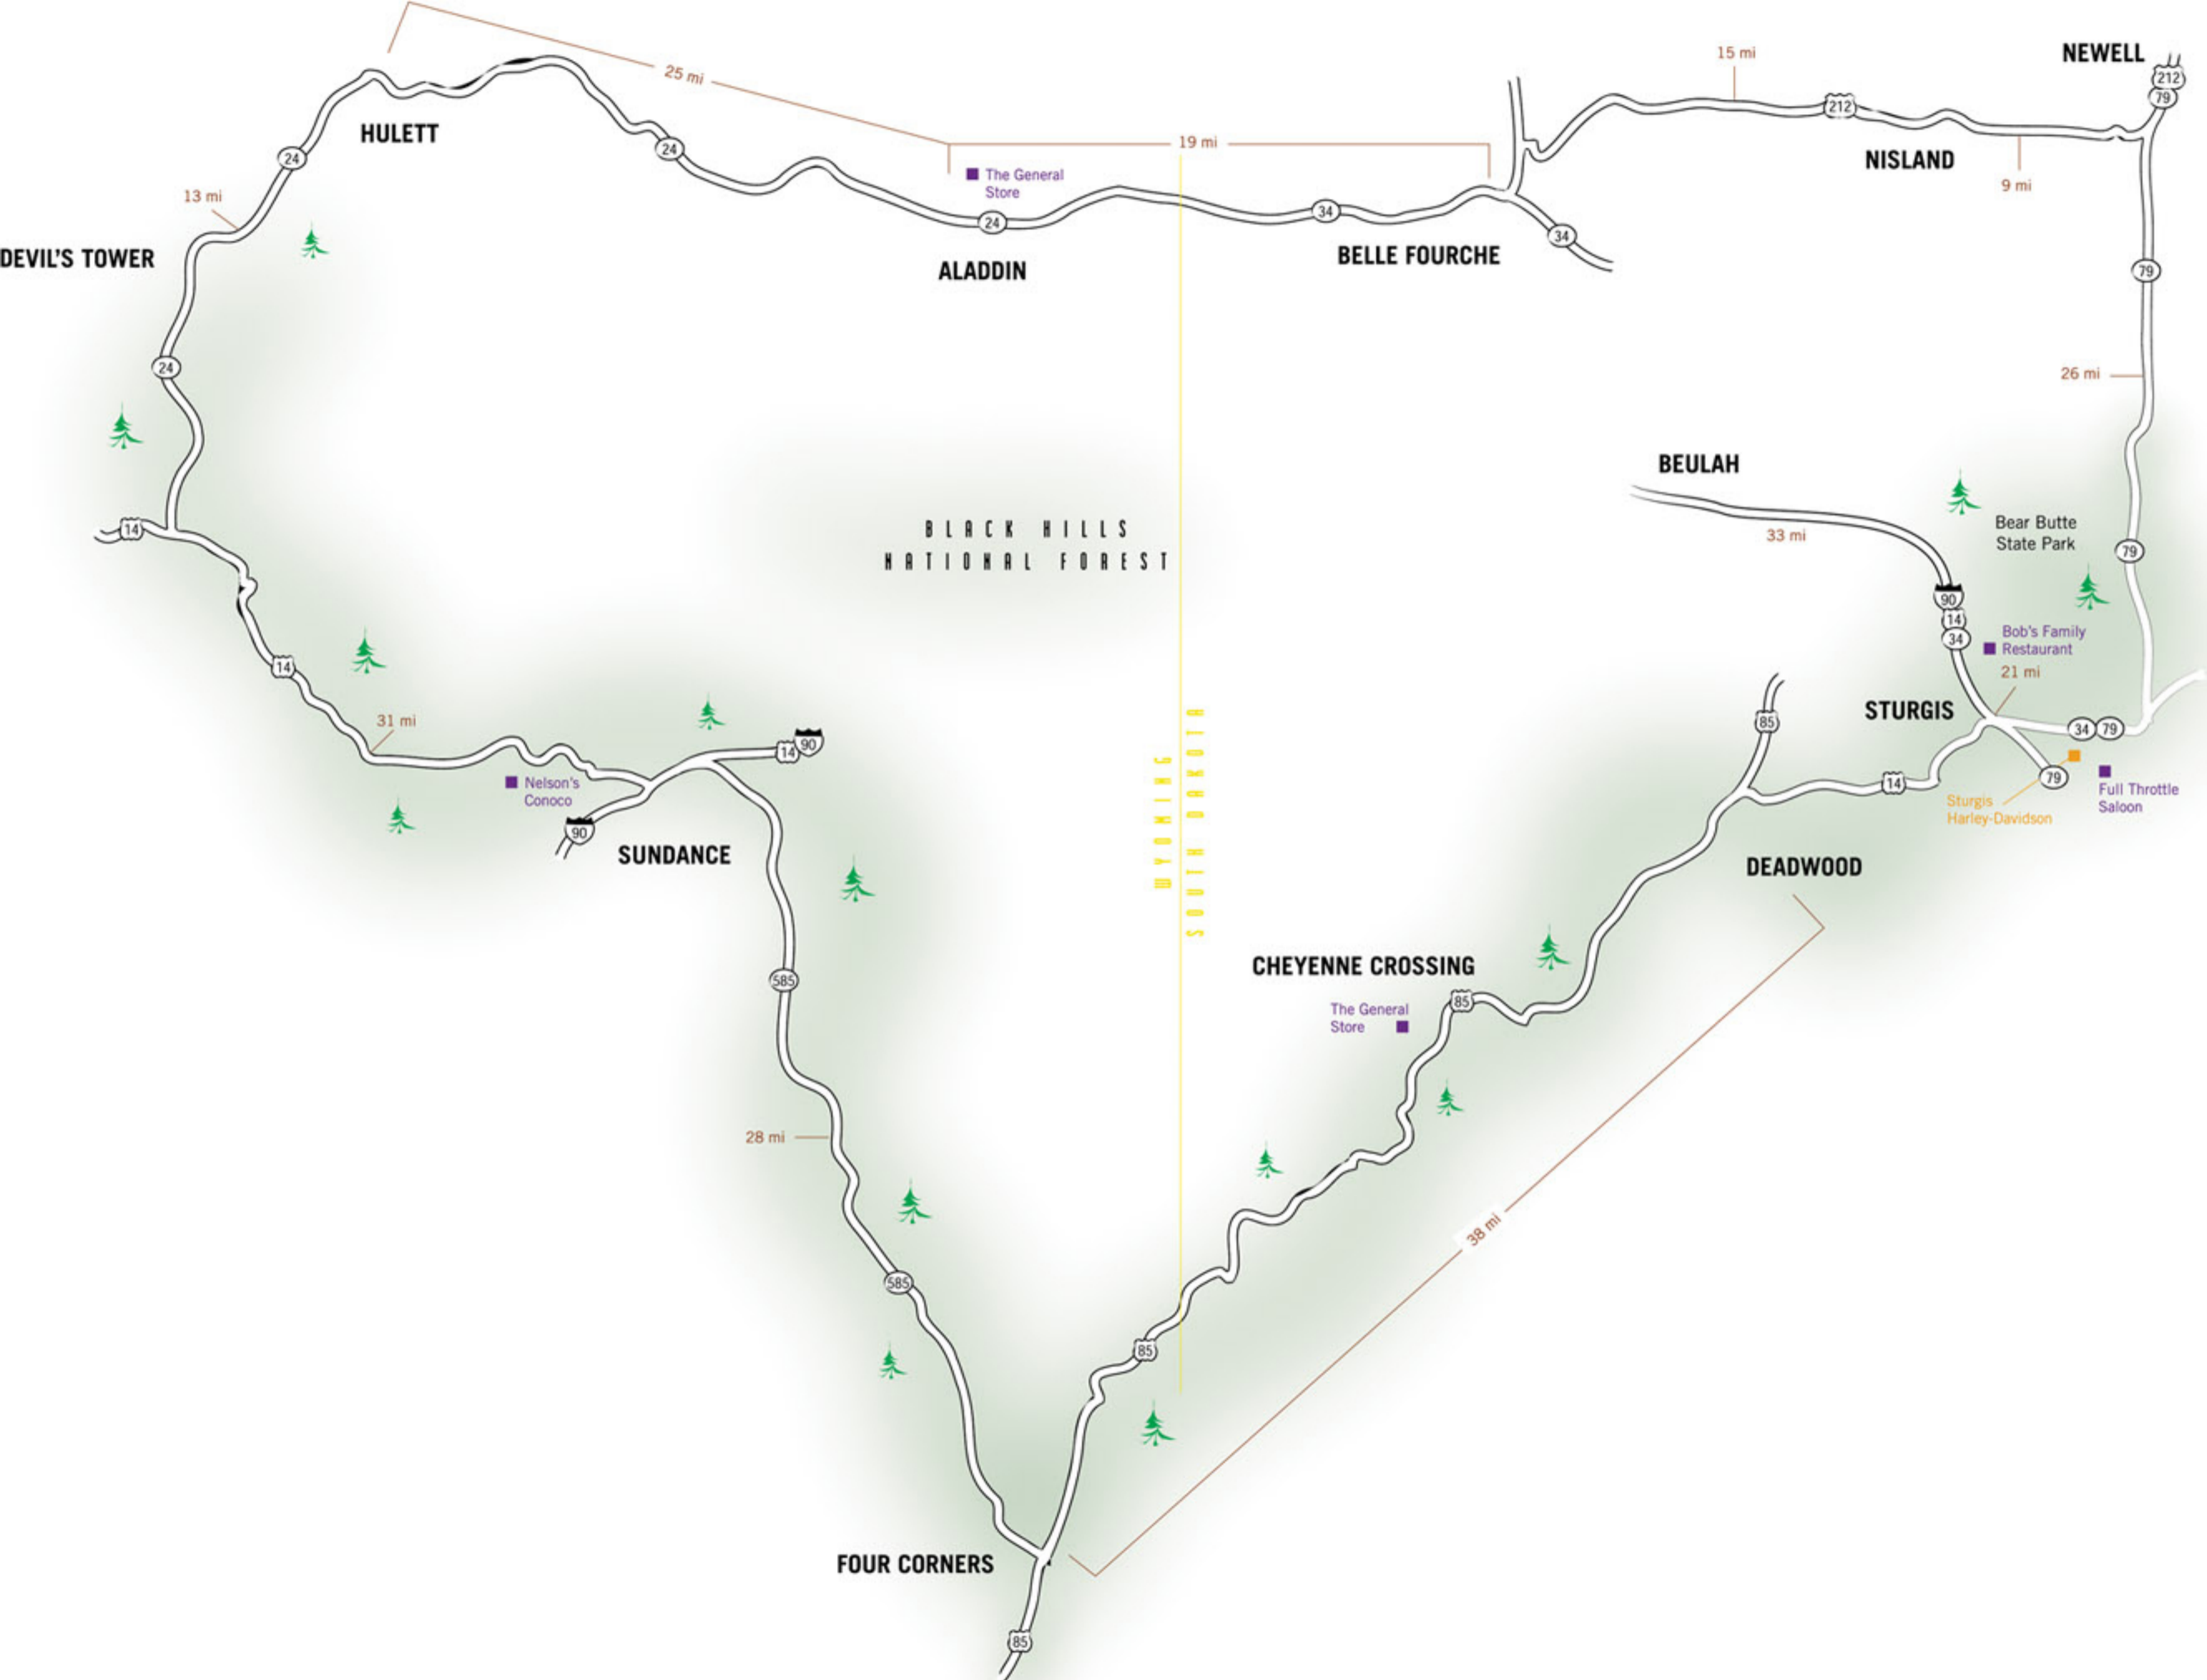 NEWELL
15 mi
212
79
25 mi
212
HULETT
24
24
19 mi
NISLAND
9 mi
The General
Store
13 mi
24
34
34
DEVIL'S TOWER
ALADDIN
BELLE FOURCHE
79
24
26 mi
BEULAH
14
BLACK HILLS
NATIONAL FOREST
33 mi
Bear Butte
State Park
79
90
14
34
Bob's Family
Restaurant
21 mi
14
31 mi
STURGIS
85
34
79
14
90
WYOMING
SOUTH DAKOTA
Nelson's
Conoco
90
14
79
Sturgis
Harley-Davidson
Full Throttle
Saloon
SUNDANCE
DEADWOOD
585
CHEYENNE CROSSING
85
The General
Store
28 mi
38 mi
585
85
FOUR CORNERS
85